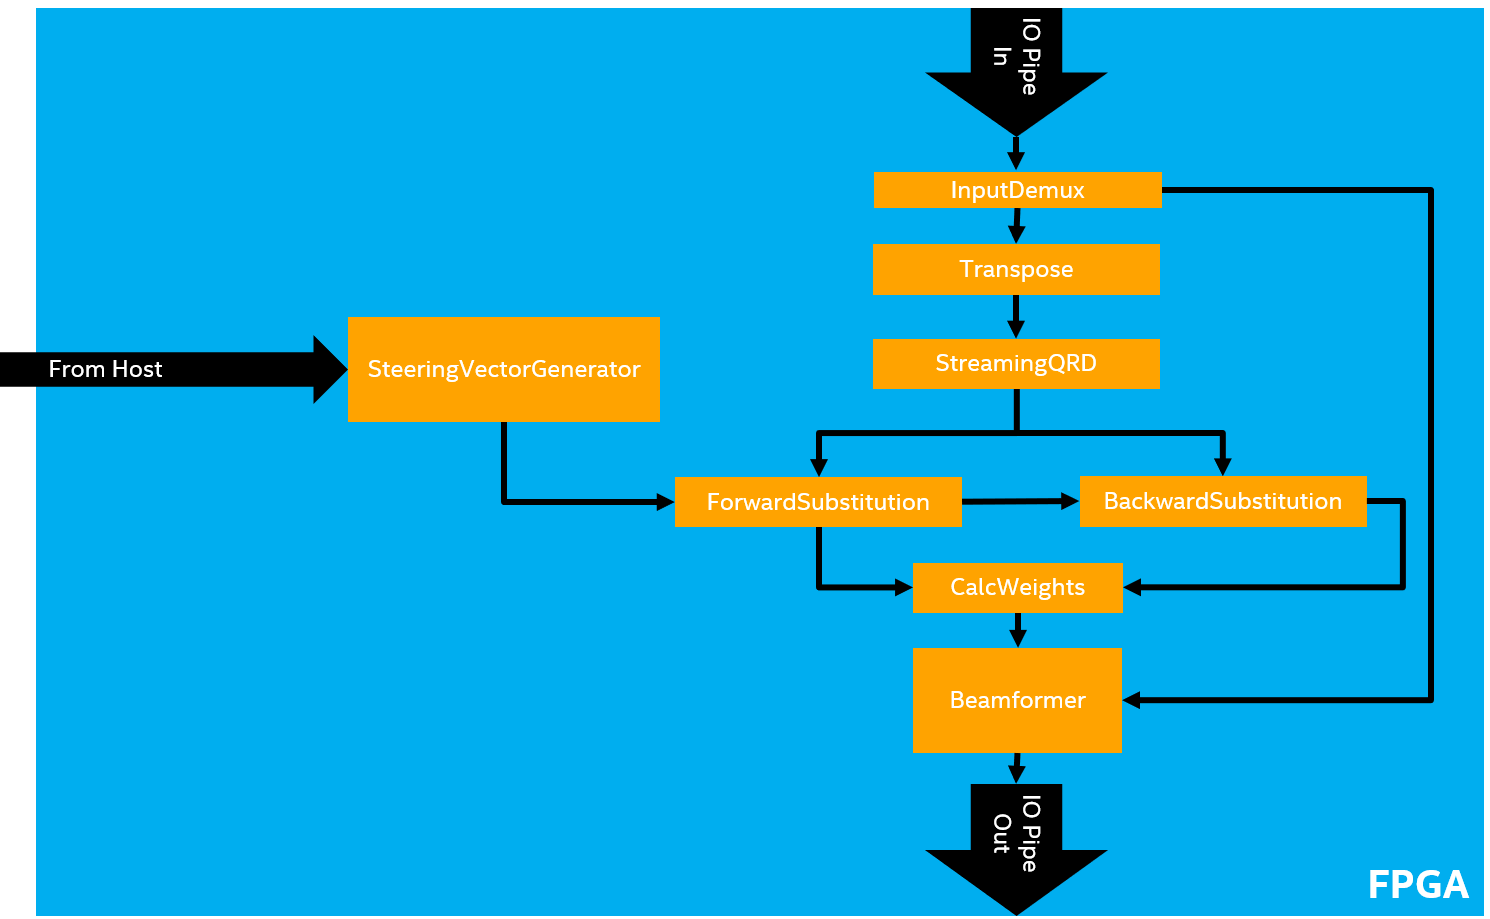 IO Pipe
In
InputDemux
Transpose
StreamingQRD
From Host
SteeringVectorGenerator
ForwardSubstitution
BackwardSubstitution
CalcWeights
Beamformer
IO Pipe
Out
FPGA